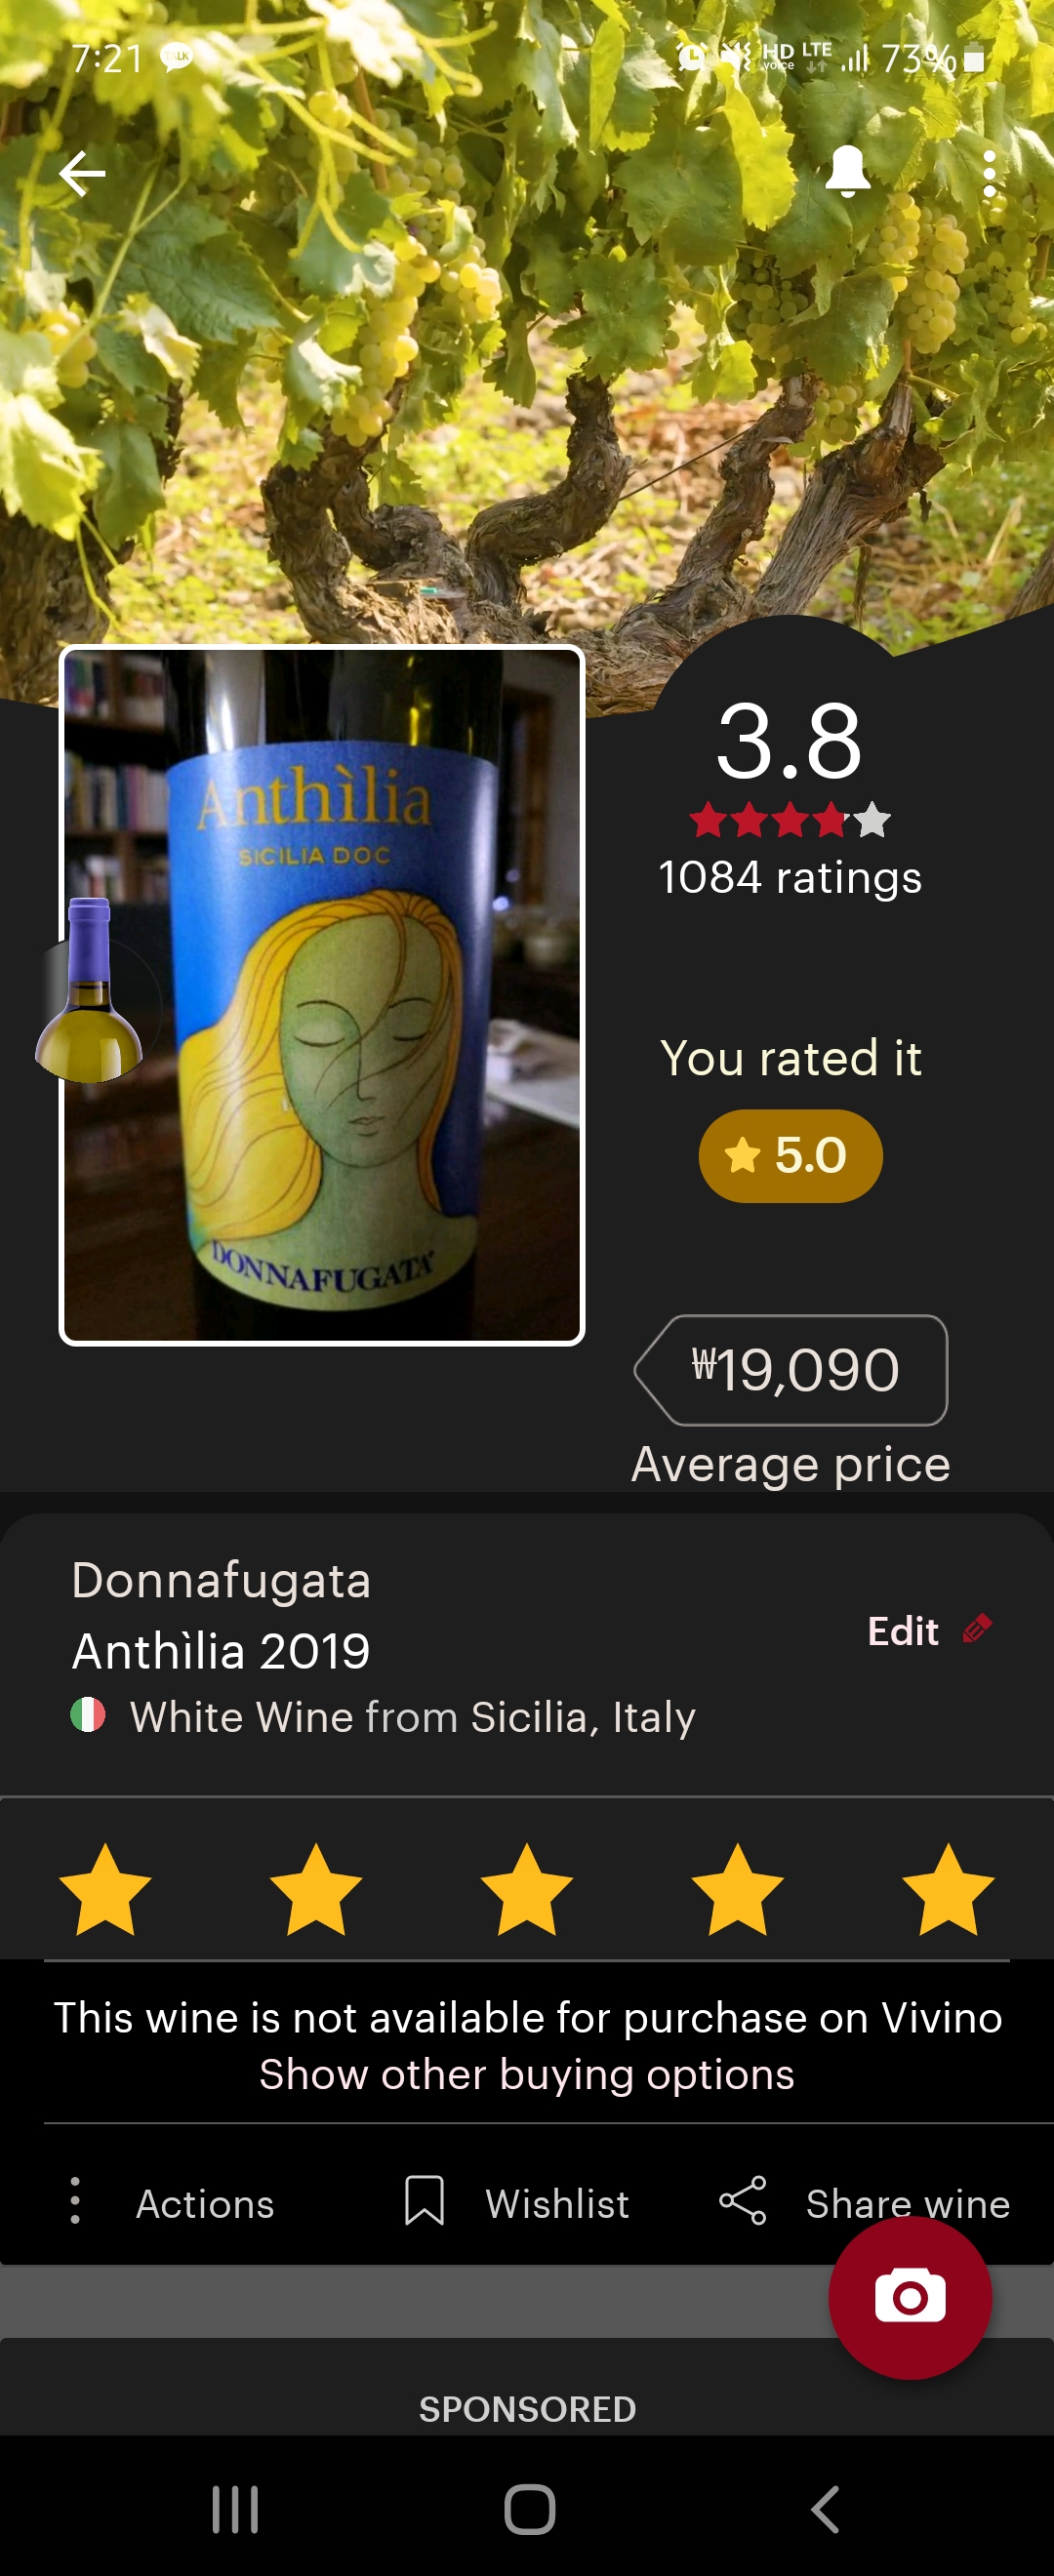 7:21 TALK HD voice LTE 73%
Anthìlia
SICILIA DOC
DONNAFUGATA
3.8
1084 ratings
You rated it
5.0
₩19,090
Average price
Donnafugata
Anthìlia 2019
Edit
White Wine from Sicilia, Italy
This wine is not available for purchase on Vivino
Show other buying options
Actions Wishlist Share wine
SPONSORED